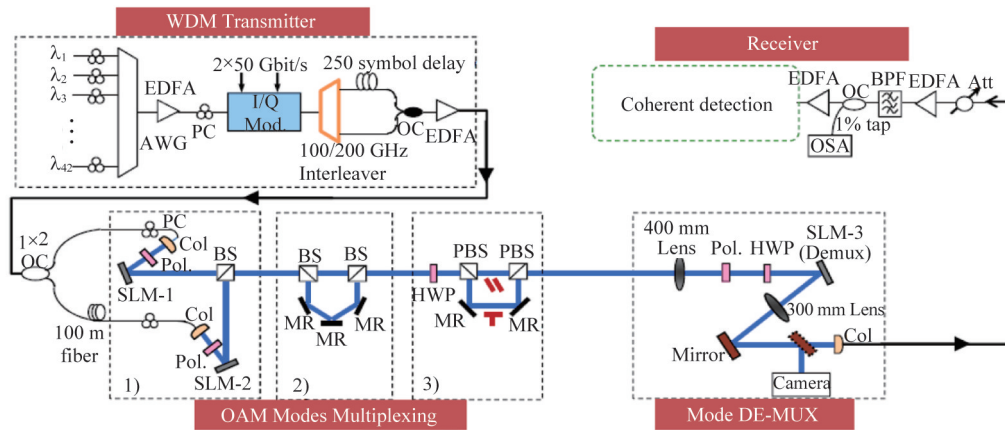 WDM Transmitter
λ1
λ2
λ3
λ42
AWG
EDFA
PC
2×50 Gbit/s
I/Q
Mod.
250 symbol delay
100/200 GHz
Interleaver
OC
EDFA
Receiver
Coherent detection
EDFA
OC
BPF
EDFA
Att
1% tap
OSA
1×2
OC
100 m
fiber
PC
Col
Pol.
SLM-1
BS
Col
Pol.
SLM-2
1)
BS
BS
MR
MR
MR
2)
HWP
PBS
PBS
MR
MR
3)
OAM Modes Multiplexing
400 mm
Lens
Pol.
HWP
SLM-3
(Demux)
300 mm Lens
Mirror
Col
Camera
Mode DE-MUX